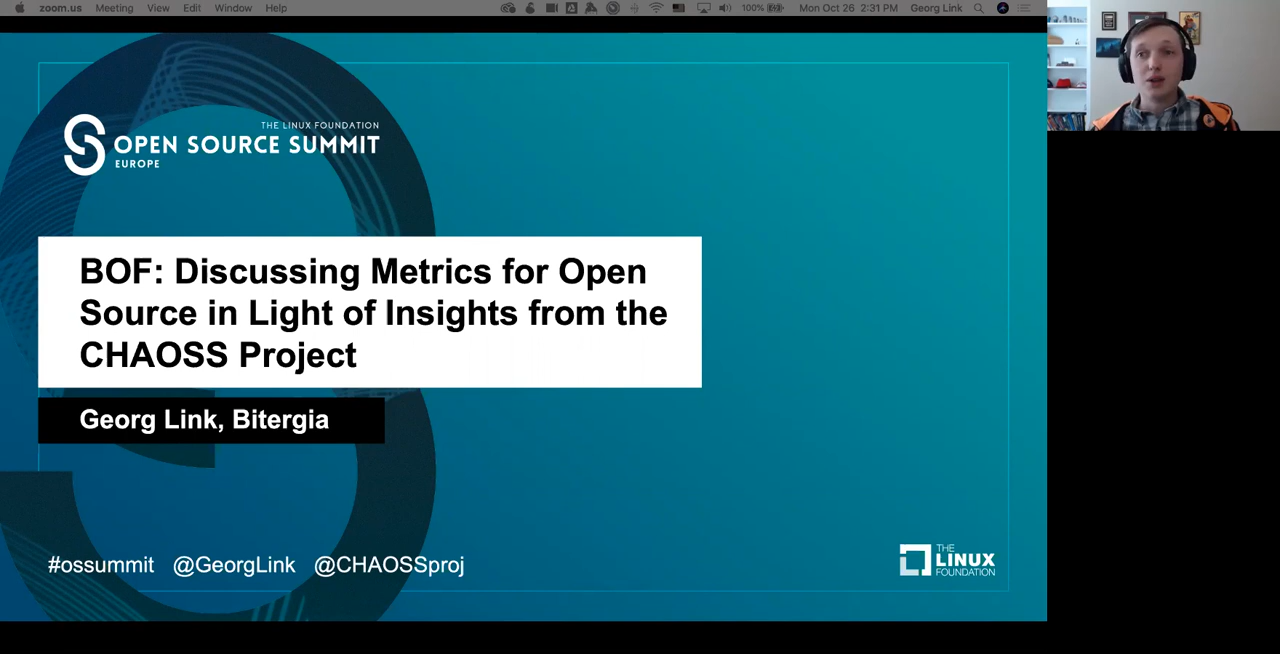 zoom.us Meeting View Edit Window Help 100% Mon Oct 26 2:31 PM Georg Link
THE LINUX FOUNDATION
OPEN SOURCE SUMMIT
EUROPE
BOF: Discussing Metrics for Open
Source in Light of Insights from the
CHAOSS Project
Georg Link, Bitergia
#ossummit @GeorgLink @CHAOSSproj
THE
LINUX
FOUNDATION